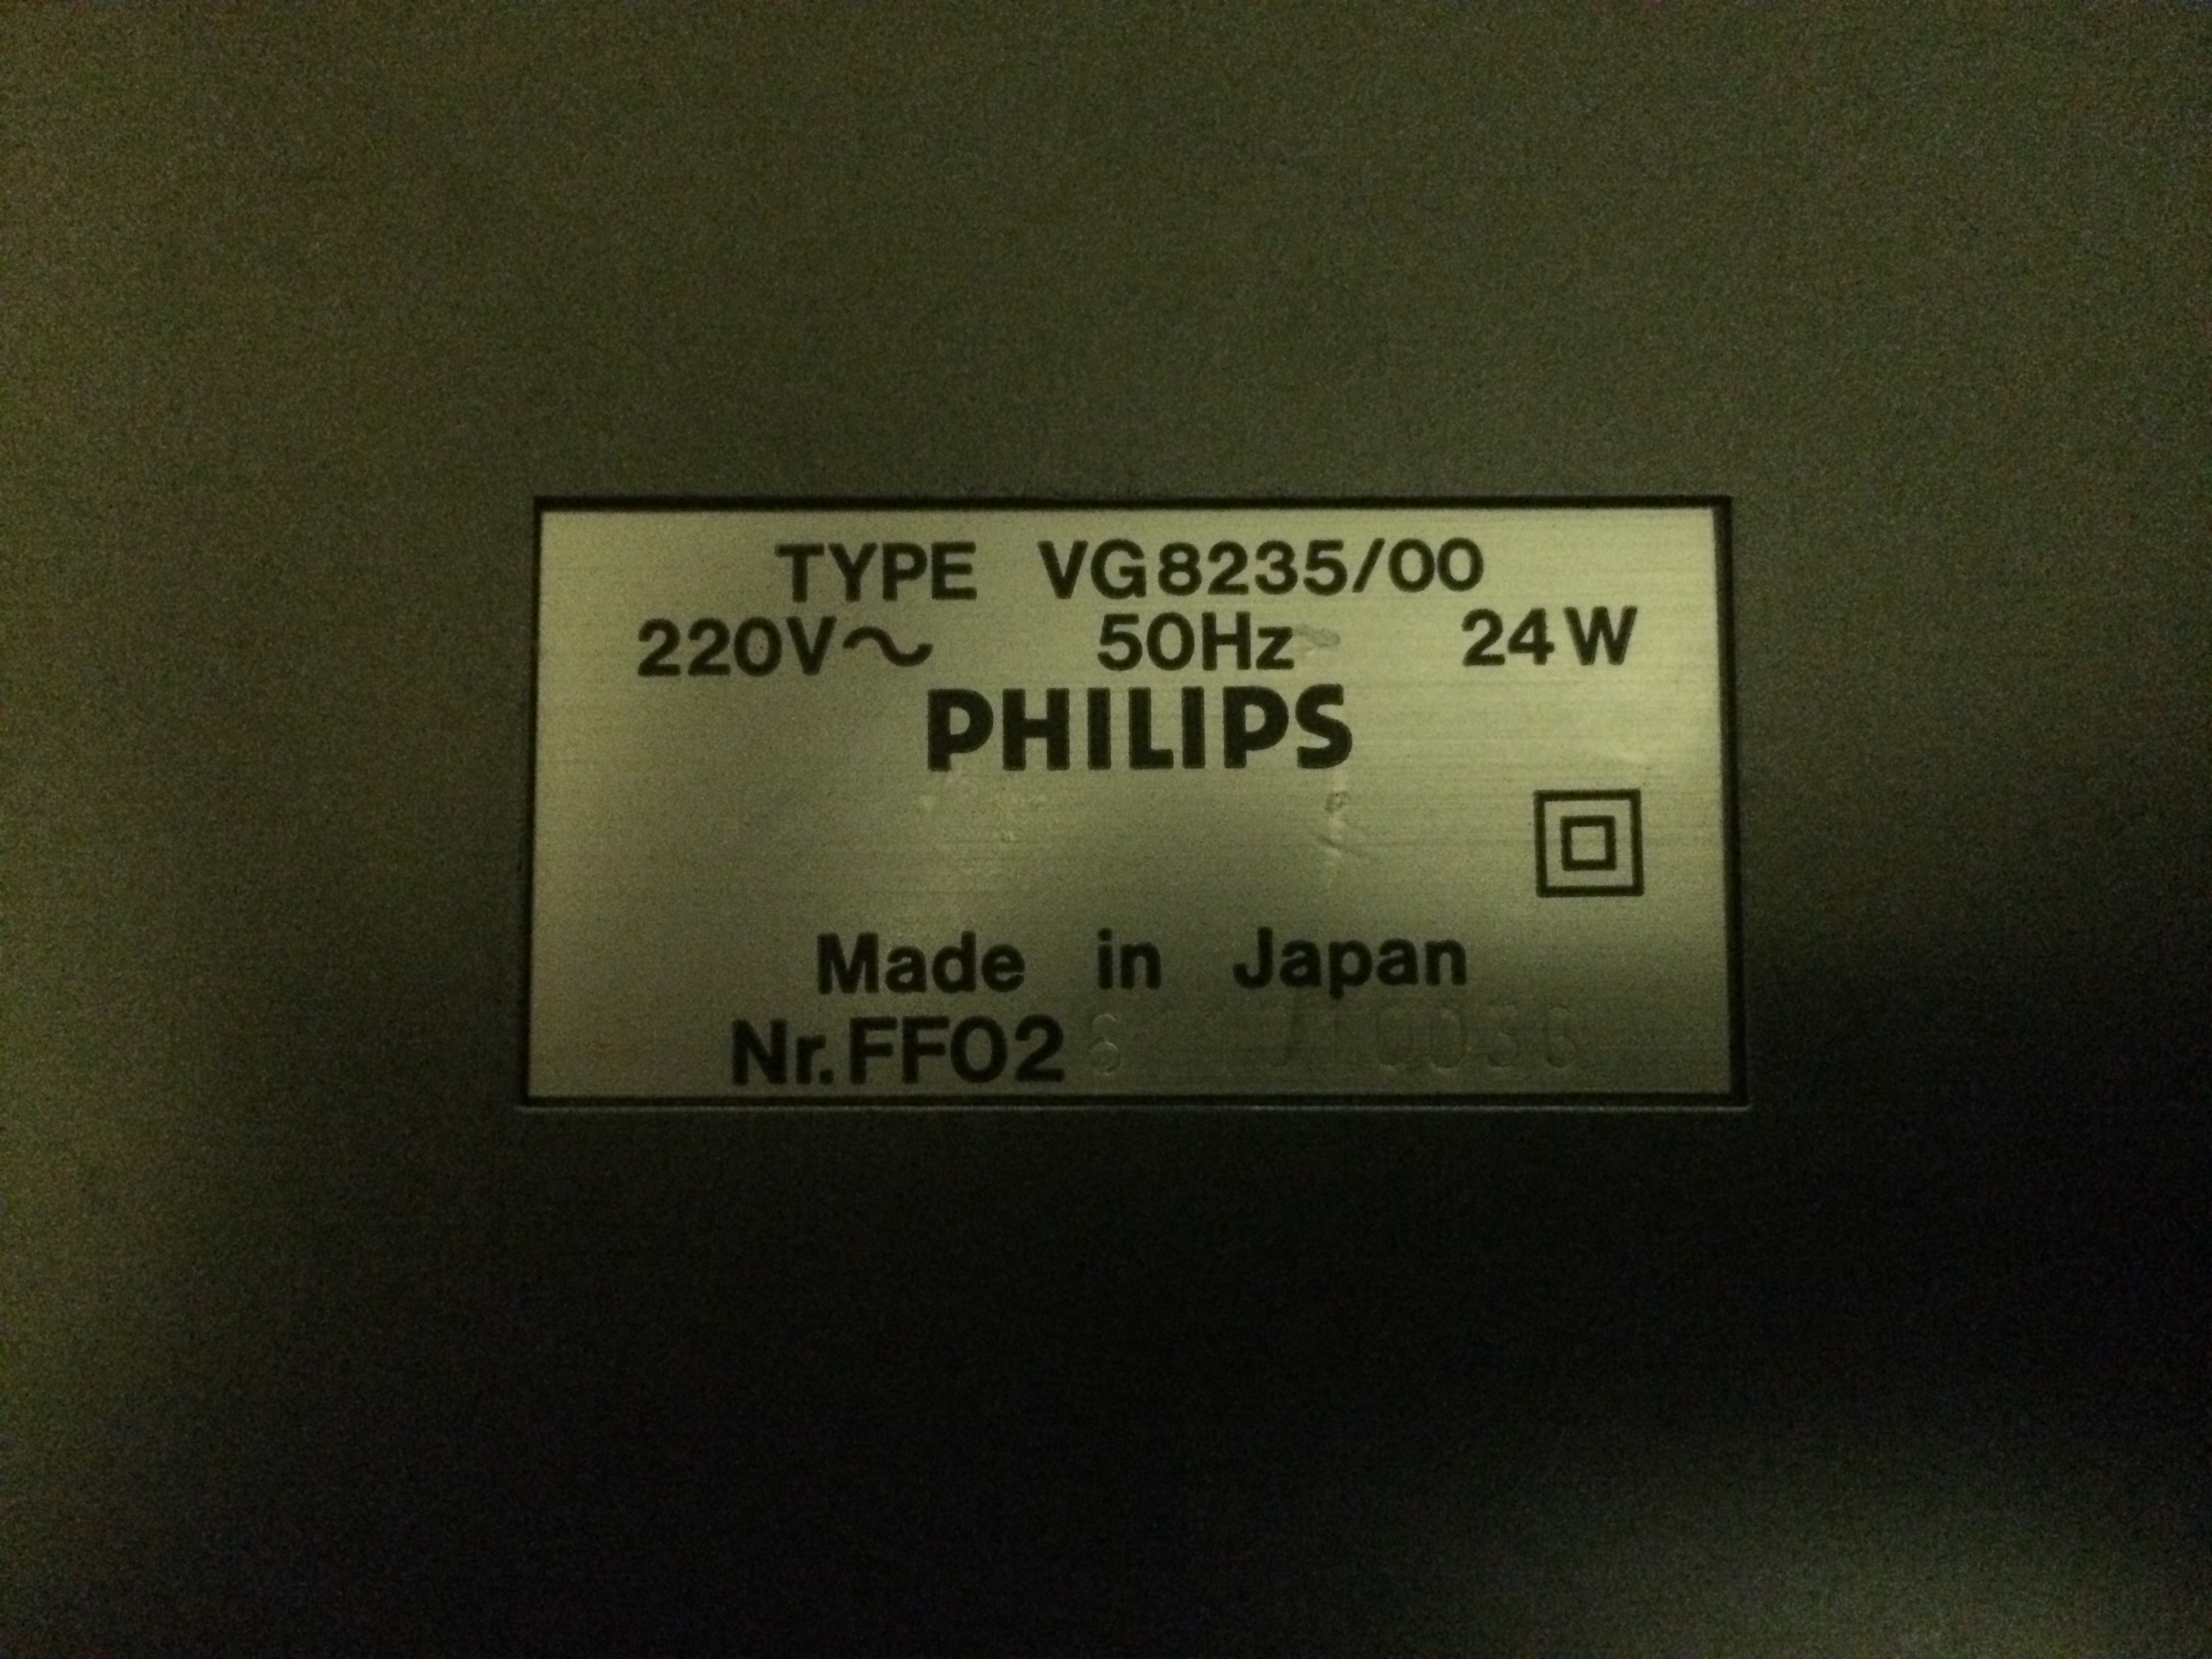 TYPE VG8235/00
220V~ 50Hz 24W
PHILIPS
Made in Japan
Nr.FF02